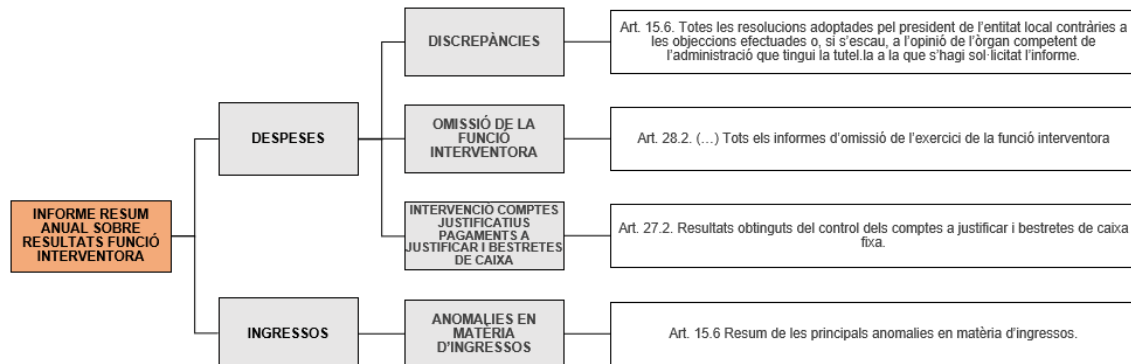 DISCREPÀNCIES
Art. 15.6. Totes les resolucions adoptades pel president de l'entitat local contràries a
les objeccions efectuades o, si s'escau, a l'opinió de l'òrgan competent de
l'administració que tingui la tutel.la a la que s'hagi sol·licitat l'informe.
DESPESES
OMISSIÓ DE LA
FUNCIÓ
INTERVENTORA
Art. 28.2. (…) Tots els informes d'omissió de l'exercici de la funció interventora
INFORME RESUM
ANUAL SOBRE
RESULTATS FUNCIÓ
INTERVENTORA
INTERVENCIÓ COMPTES
JUSTIFICATIUS
PAGAMENTS A
JUSTIFICAR I BESTRETES
DE CAIXA
Art. 27.2. Resultats obtinguts del control dels comptes a justificar i bestretes de caixa
fixa.
INGRESSOS
ANOMALIES EN
MATÈRIA
D'INGRESSOS
Art. 15.6 Resum de les principals anomalies en matèria d'ingressos.